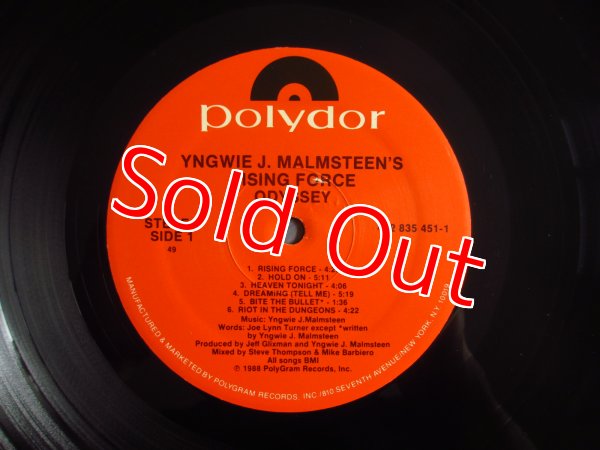 polydor
YNGWIE J. MALMSTEEN'S
RISING FORCE
ODYSSEY
SIDE 1
49
2 835 451-1
Sold Out
1. RISING FORCE -
2. HOLD ON - 5:11
3. HEAVEN TONIGHT - 4:06
4. DREAMING (TELL ME) - 5:19
5. BITE THE BULLET* - 1:36
6. RIOT IN THE DUNGEONS - 4:22
Music: Yngwie J.Malmsteen
Words: Joe Lynn Turner except *written
by Yngwie J. Malmsteen
Produced by Jeff Glixman and Yngwie J. Malmsteen
Mixed by Steve Thompson & Mike Barbiero
All songs BMI
℗ 1988 PolyGram Records, Inc.
MANUFACTURED & MARKETED BY POLYGRAM RECORDS, INC./810 SEVENTH AVENUE/NEW YORK, NY 10019